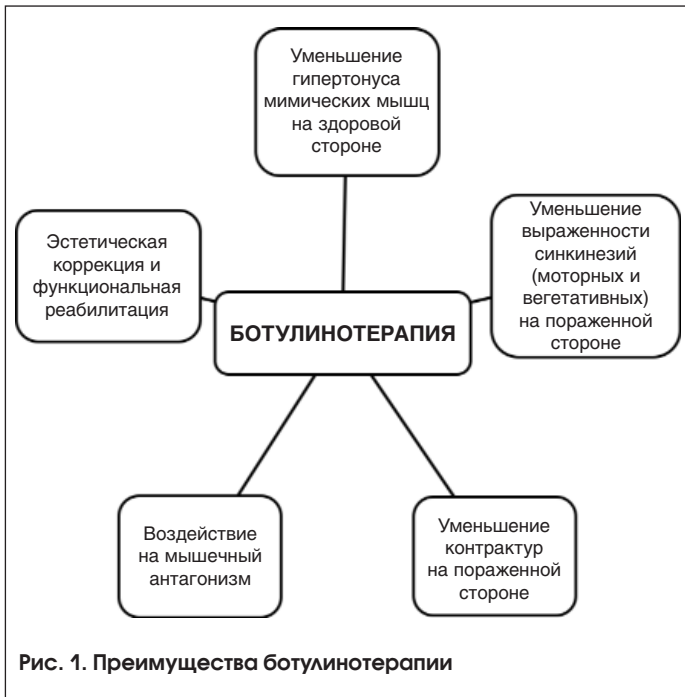 Уменьшение
гипертонуса
мимических мышц
на здоровой
стороне
Эстетическая
коррекция и
функциональная
реабилитация
Уменьшение
выраженности
синкинезий
(моторных и
вегетативных)
на пораженной
стороне
БОТУЛИНОТЕРАПИЯ
Воздействие
на мышечный
антагонизм
Уменьшение
контрактур
на пораженной
стороне
Рис. 1. Преимущества ботулинотерапии